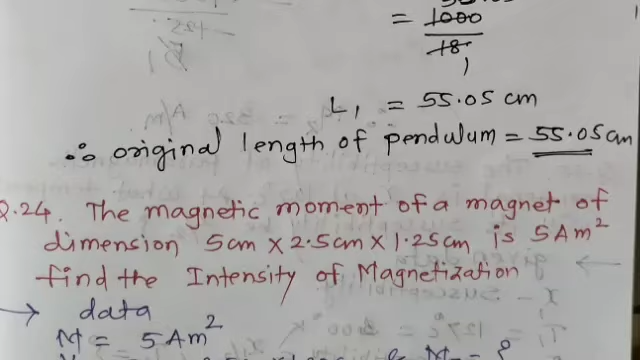 = 1000
18
1
L1 = 55.05 cm
∴ original length of pendulum = 55.05 cm
Q.24. The magnetic moment of a magnet of
dimension 5cm x 2.5cm x 1.25cm is 5Am²
find the Intensity of Magnetization
→ data
M = 5Am²